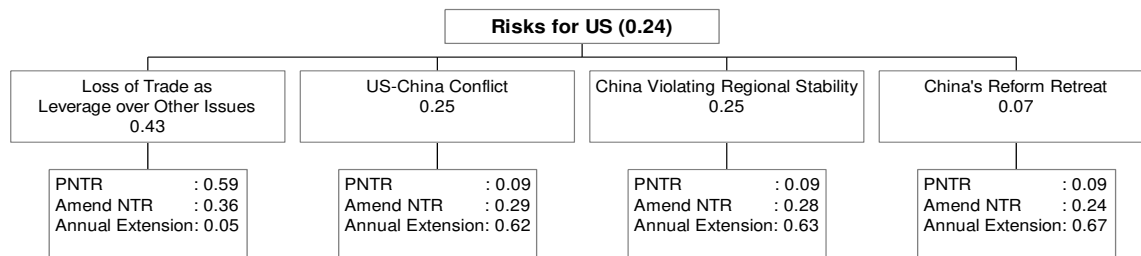 Risks for US (0.24)
Loss of Trade as
Leverage over Other Issues
0.43
US-China Conflict
0.25
China Violating Regional Stability
0.25
China's Reform Retreat
0.07
PNTR : 0.59
Amend NTR : 0.36
Annual Extension: 0.05
PNTR : 0.09
Amend NTR : 0.29
Annual Extension: 0.62
PNTR : 0.09
Amend NTR : 0.28
Annual Extension: 0.63
PNTR : 0.09
Amend NTR : 0.24
Annual Extension: 0.67